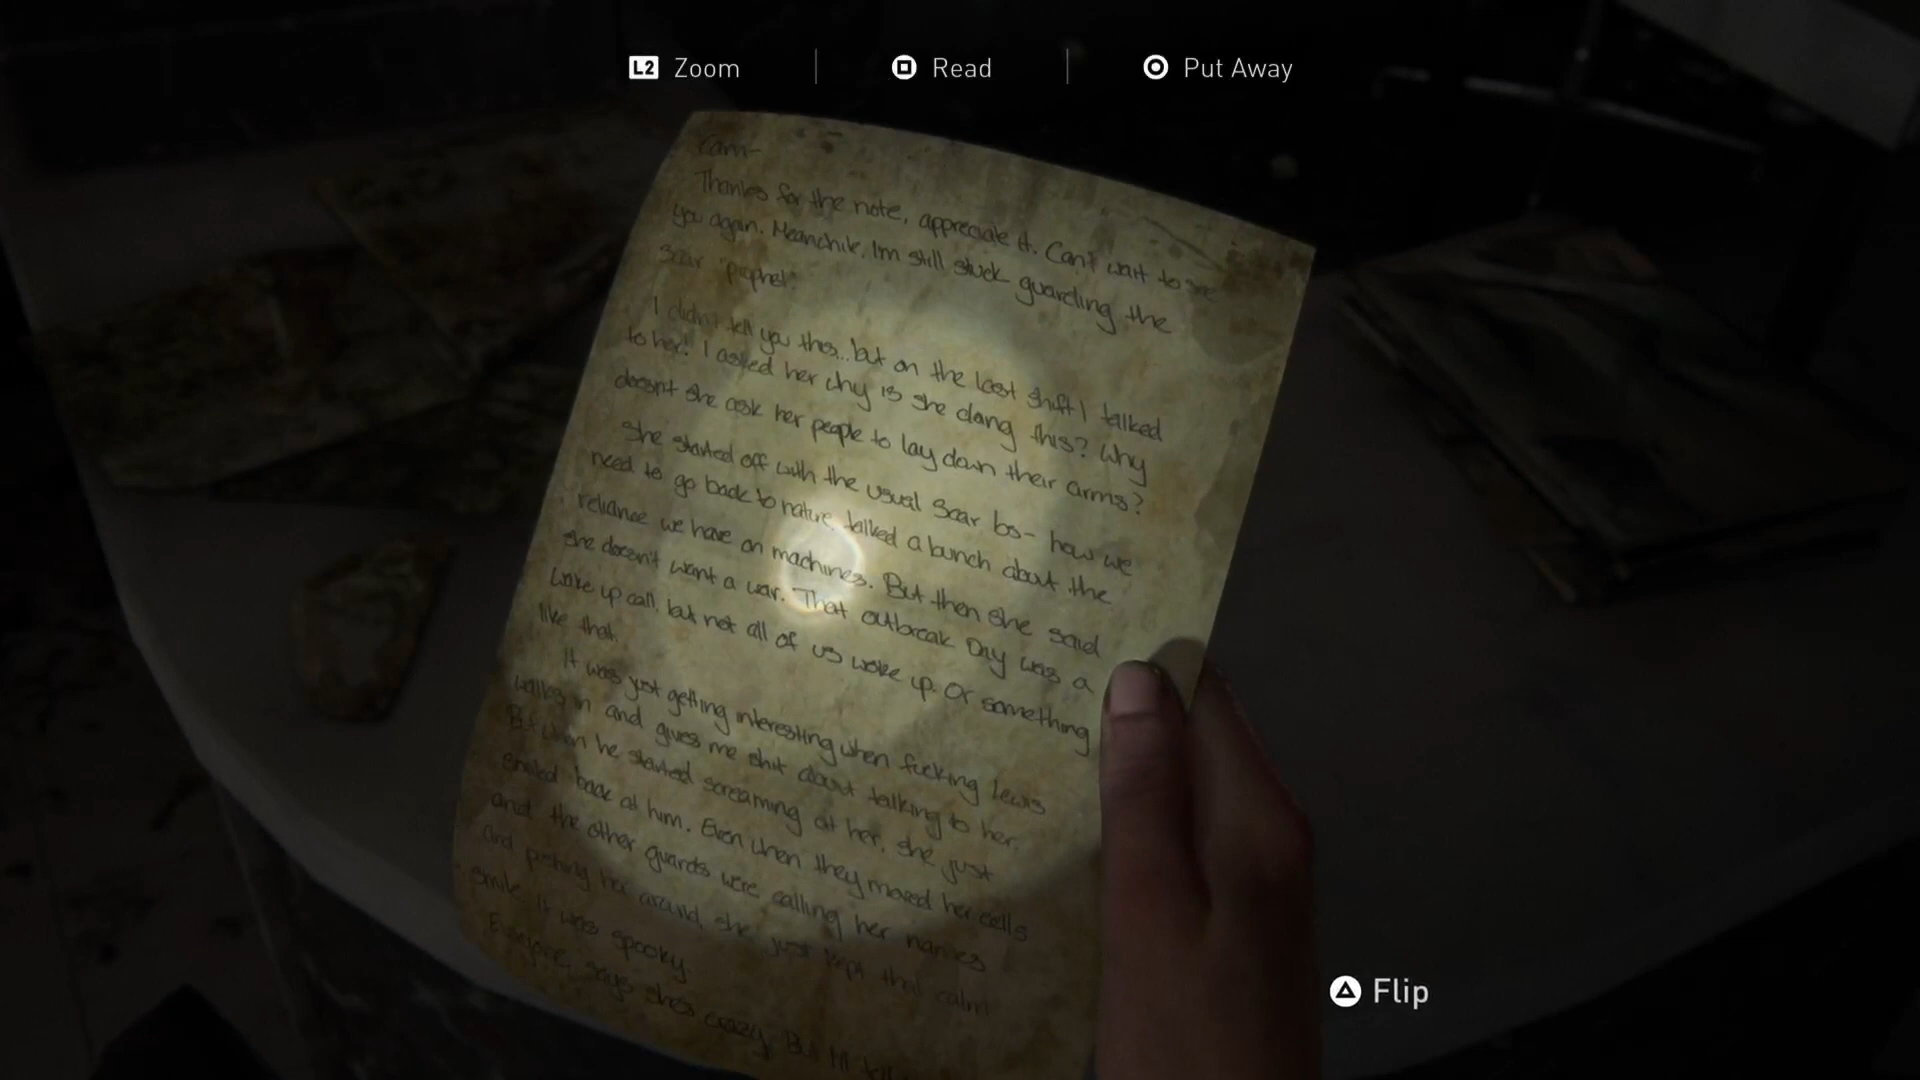 L2 Zoom
Read
Put Away
Cam-
Thanks for the note, appreciate it. Can't wait to see
you again. Meanwhile, I'm still stuck guarding the
Scar "prophet".
I didn't tell you this...but on the last shift I talked
to her! I asked her why is she doing this? Why
doesn't she ask her people to lay down their arms?
She started off with the usual Scar bs- how we
need to go back to nature, talked a bunch about the
reliance we have on machines. But then she said
she doesn't want a war. That outbreak Day was a
wake up call, but not all of us woke up. Or something
like that.
It was just getting interesting when fucking Lewis
walks in and gives me shit about talking to her.
But when he started screaming at her, she just
smiled back at him. Even when they moved her cells
and the other guards were calling her names
and pushing her around, she just kept that calm
smile. It was spooky
Everyone says she's crazy. But I'll
Flip